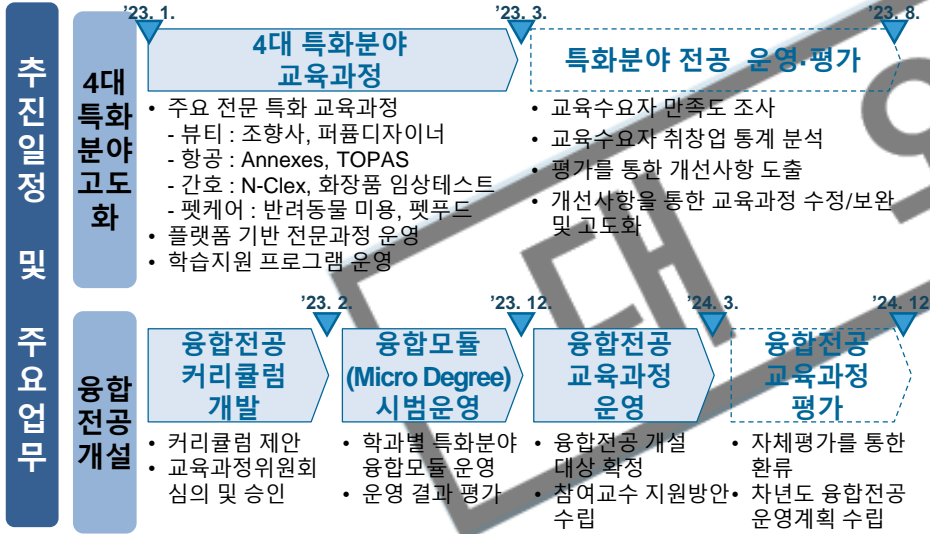 추진일정 및 주요업무
4대
특화
분야
고도
화
'23. 1.
'23. 3.
'23. 8.
4대 특화분야
교육과정
특화분야 전공 운영·평가
• 주요 전문 특화 교육과정
- 뷰티 : 조향사, 퍼퓸디자이너
- 항공 : Annexes, TOPAS
- 간호 : N-Clex, 화장품 임상테스트
- 펫케어 : 반려동물 미용, 펫푸드
• 플랫폼 기반 전문과정 운영
• 학습지원 프로그램 운영
• 교육수요자 만족도 조사
• 교육수요자 취창업 통계 분석
• 평가를 통한 개선사항 도출
• 개선사항을 통한 교육과정 수정/보완
및 고도화
융합
전공
개설
'23. 2.
'23. 12.
'24. 3.
'24. 12
융합전공
커리큘럼
개발
융합모듈
(Micro Degree)
시범운영
융합전공
교육과정
운영
융합전공
교육과정
평가
• 커리큘럼 제안
• 교육과정위원회
심의 및 승인
• 학과별 특화분야
융합모듈 운영
• 운영 결과 평가
• 융합전공 개설
대상 확정
• 참여교수 지원방안
수립
• 자체평가를 통한
환류
• 차년도 융합전공
운영계획 수립
대